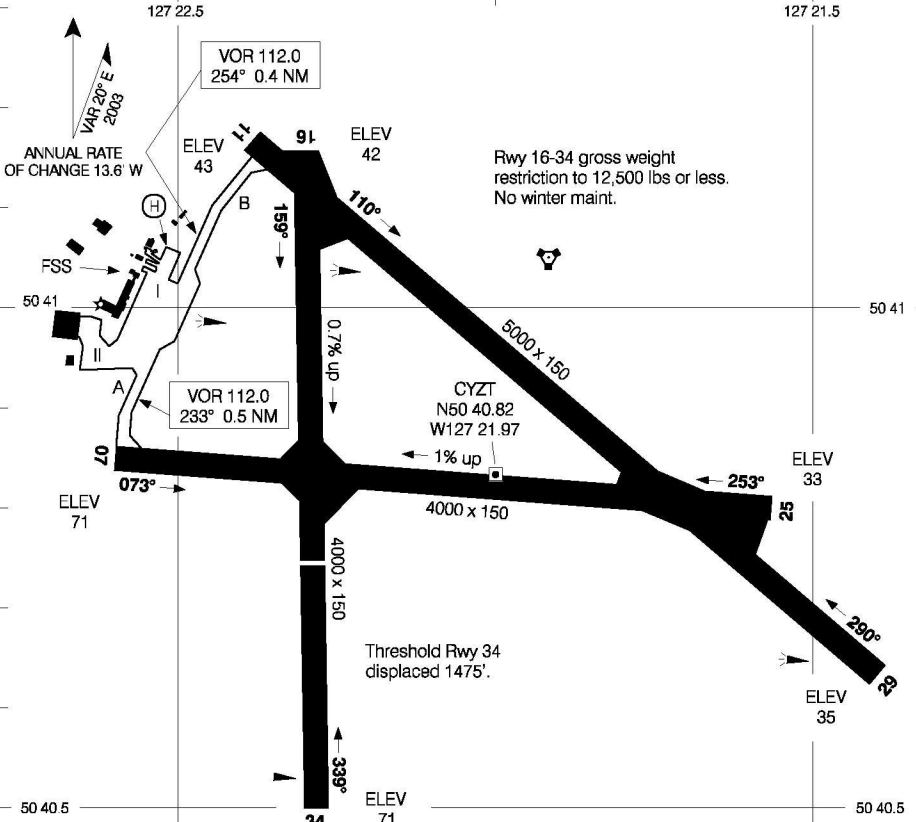 127 22.5
127 21.5
VAR 20° E
2003
VOR 112.0
254° 0.4 NM
ANNUAL RATE
OF CHANGE 13.6' W
ELEV
43
11
16
ELEV
42
Rwy 16-34 gross weight
restriction to 12,500 lbs or less.
No winter maint.
H
B
159°
110°
FSS
I
50 41
50 41
II
0.7% up
5000 x 150
A
VOR 112.0
233° 0.5 NM
CYZT
N50 40.82
W127 21.97
07
1% up
073°
253°
ELEV
33
25
ELEV
71
4000 x 150
4000 x 150
Threshold Rwy 34
displaced 1475'.
290°
29
ELEV
35
339°
ELEV
71
34
50 40.5
50 40.5